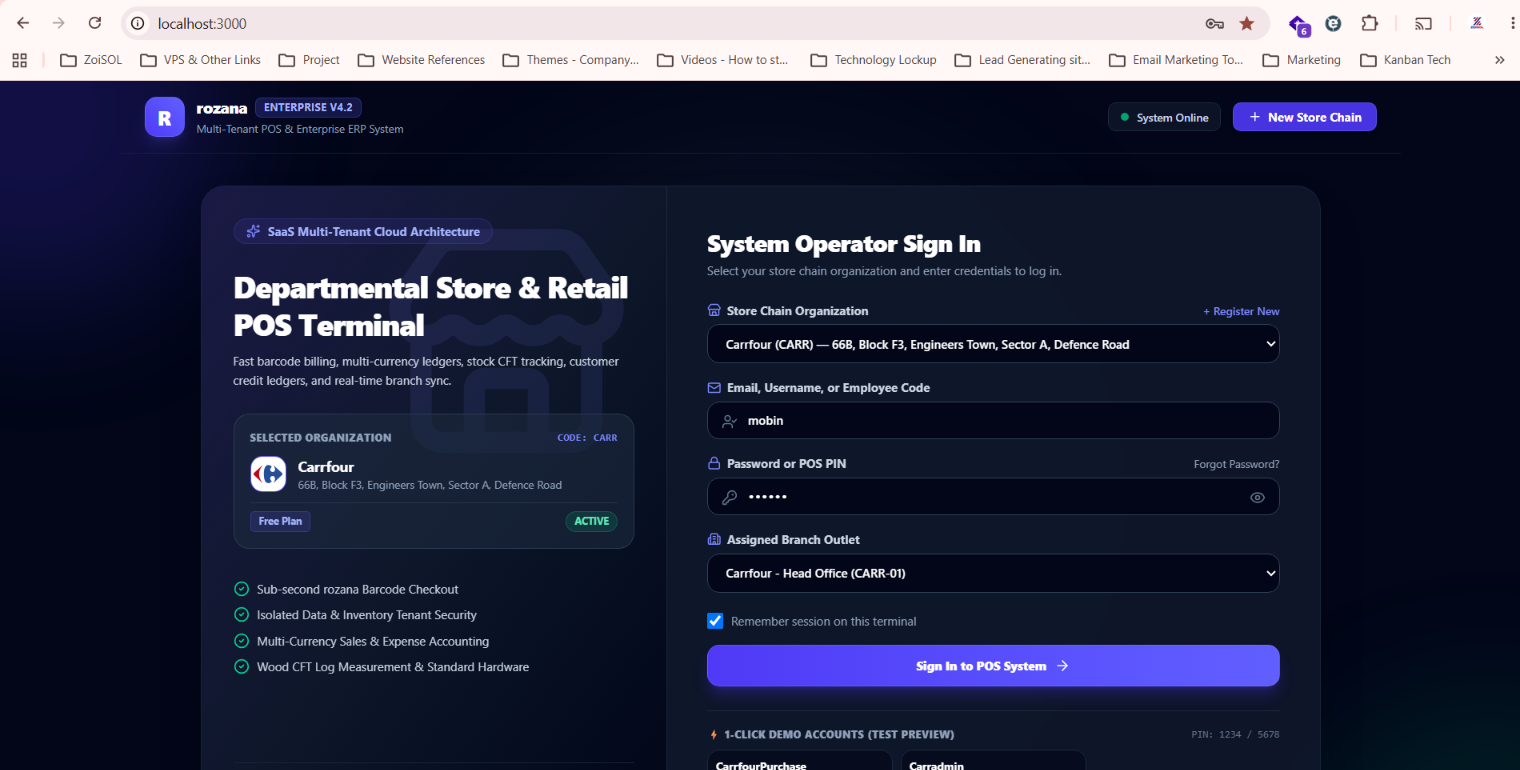 localhost:3000
6
ZoiSOL
VPS & Other Links
Project
Website References
Themes - Company...
Videos - How to st...
Technology Lockup
Lead Generating sit...
Email Marketing To...
Marketing
Kanban Tech
R
rozana
ENTERPRISE V4.2
Multi-Tenant POS & Enterprise ERP System
System Online
+ New Store Chain
SaaS Multi-Tenant Cloud Architecture
Departmental Store & Retail
POS Terminal
Fast barcode billing, multi-currency ledgers, stock CFT tracking, customer
credit ledgers, and real-time branch sync.
SELECTED ORGANIZATION
CODE: CARR
Carrfour
66B, Block F3, Engineers Town, Sector A, Defence Road
Free Plan
ACTIVE
Sub-second rozana Barcode Checkout
Isolated Data & Inventory Tenant Security
Multi-Currency Sales & Expense Accounting
Wood CFT Log Measurement & Standard Hardware
System Operator Sign In
Select your store chain organization and enter credentials to log in.
Store Chain Organization
+ Register New
Carrfour (CARR) — 66B, Block F3, Engineers Town, Sector A, Defence Road
Email, Username, or Employee Code
mobin
Password or POS PIN
Forgot Password?
••••••
Assigned Branch Outlet
Carrfour - Head Office (CARR-01)
Remember session on this terminal
Sign In to POS System →
1-CLICK DEMO ACCOUNTS (TEST PREVIEW)
PIN: 1234 / 5678
CarrfourPurchase
Carradmin